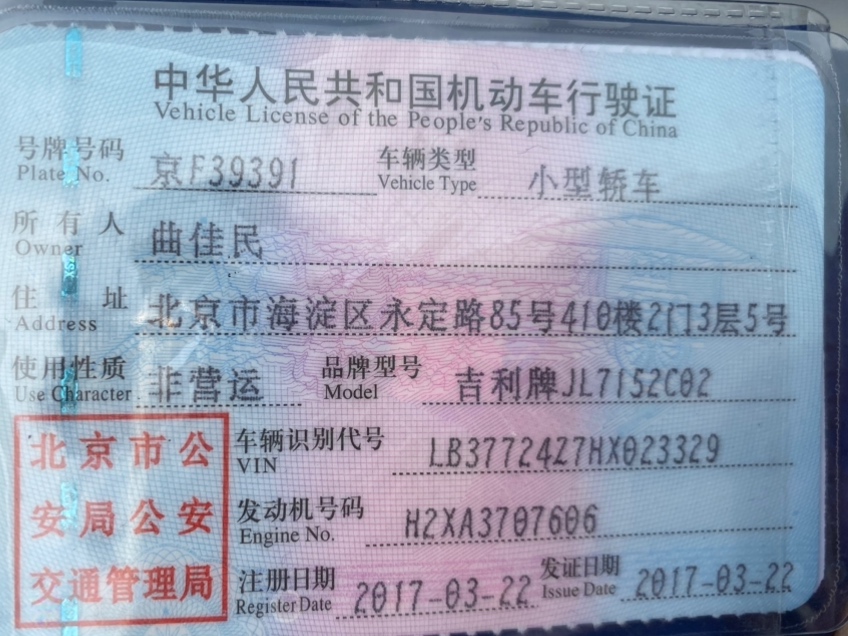 中华人民共和国机动车行驶证
Vehicle License of the People's Republic of China
号牌号码 京F39391 车辆类型 小型轿车
Plate No. Vehicle Type
所有人 曲佳民
Owner
住址 北京市海淀区永定路85号410楼2门3层5号
Address
使用性质 非营运 品牌型号 吉利牌JL7152C02
Use Character Model
北京市公
安局公安
交通管理局
车辆识别代号 LB37724Z7HX023329
VIN
发动机号码 H2XA3707606
Engine No.
注册日期 2017-03-22 发证日期 2017-03-22
Register Date Issue Date